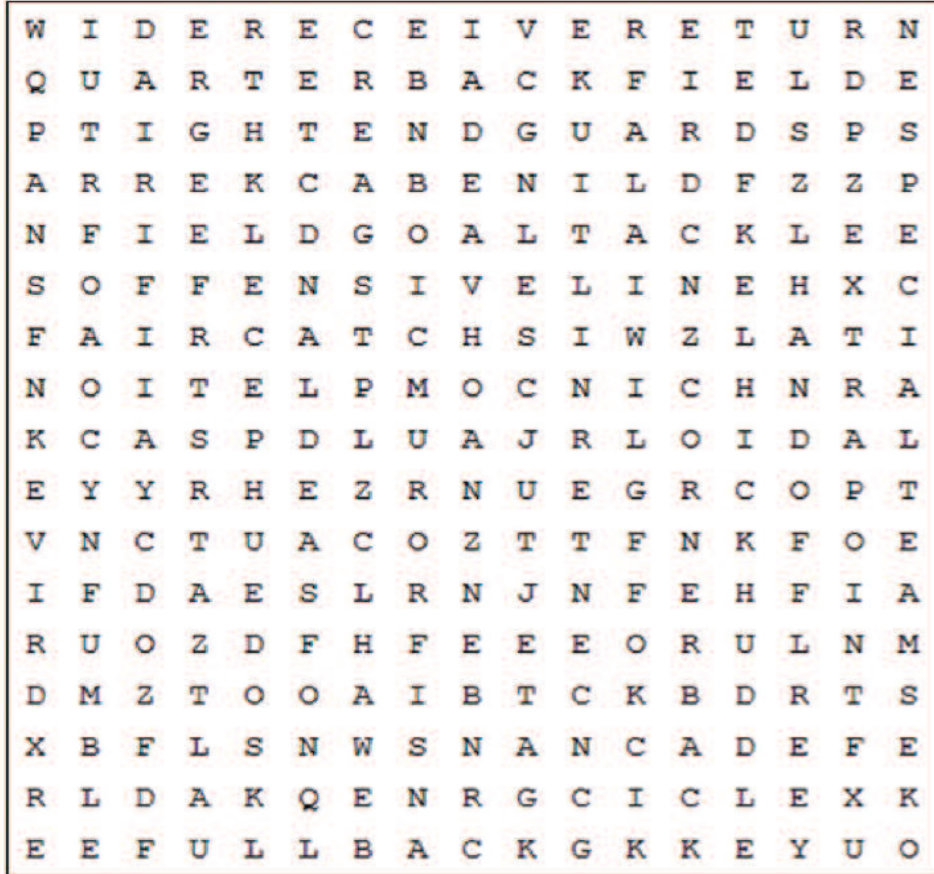 W I D E R E C E I V E R E T U R N
Q U A R T E R B A C K F I E L D E
P T I G H T E N D G U A R D S P S
A R R E K C A B E N I L D F Z Z P
N F I E L D G O A L T A C K L E E
S O F F E N S I V E L I N E H X C
F A I R C A T C H S I W Z L A T I
N O I T E L P M O C N I C H N R A
K C A S P D L U A J R L O I D A L
E Y Y R H E Z R N U E G R C O P T
V N C T U A C O Z T T F N K F O E
I F D A E S L R N J N F E H F I A
R U O Z D F H F E E E O R U L N M
D M Z T O O A I B T C K B D R T S
X B F L S N W S N A N C A D E F E
R L D A K Q E N R G C I C L E X K
E E F U L L B A C K G K K E Y U O